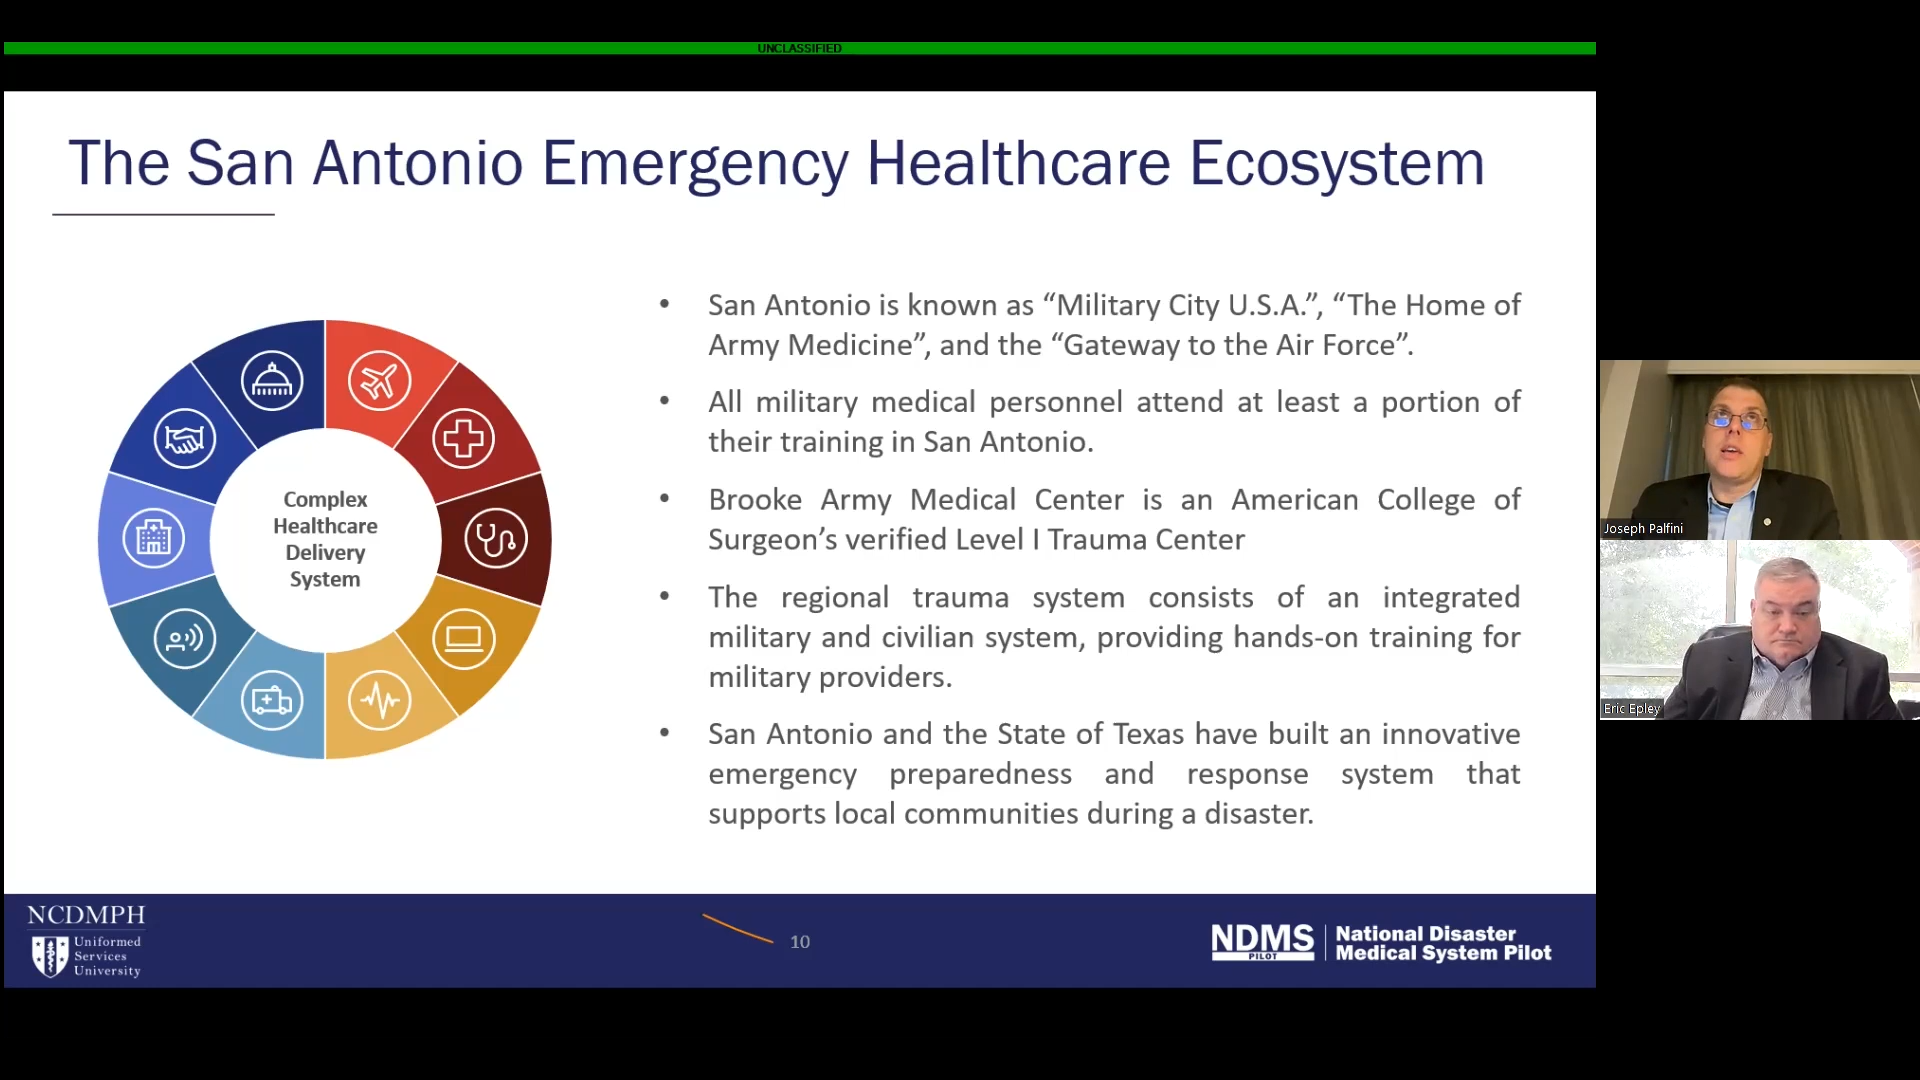 UNCLASSIFIED
The San Antonio Emergency Healthcare Ecosystem
Complex
Healthcare
Delivery
System
• San Antonio is known as “Military City U.S.A.”, “The Home of
Army Medicine”, and the “Gateway to the Air Force”.
• All military medical personnel attend at least a portion of
their training in San Antonio.
• Brooke Army Medical Center is an American College of
Surgeon’s verified Level I Trauma Center
• The regional trauma system consists of an integrated
military and civilian system, providing hands-on training for
military providers.
• San Antonio and the State of Texas have built an innovative
emergency preparedness and response system that
supports local communities during a disaster.
Joseph Palfini
Eric Epley
NCDMPH
Uniformed
Services
University
10
NDMS
PILOT
National Disaster
Medical System Pilot